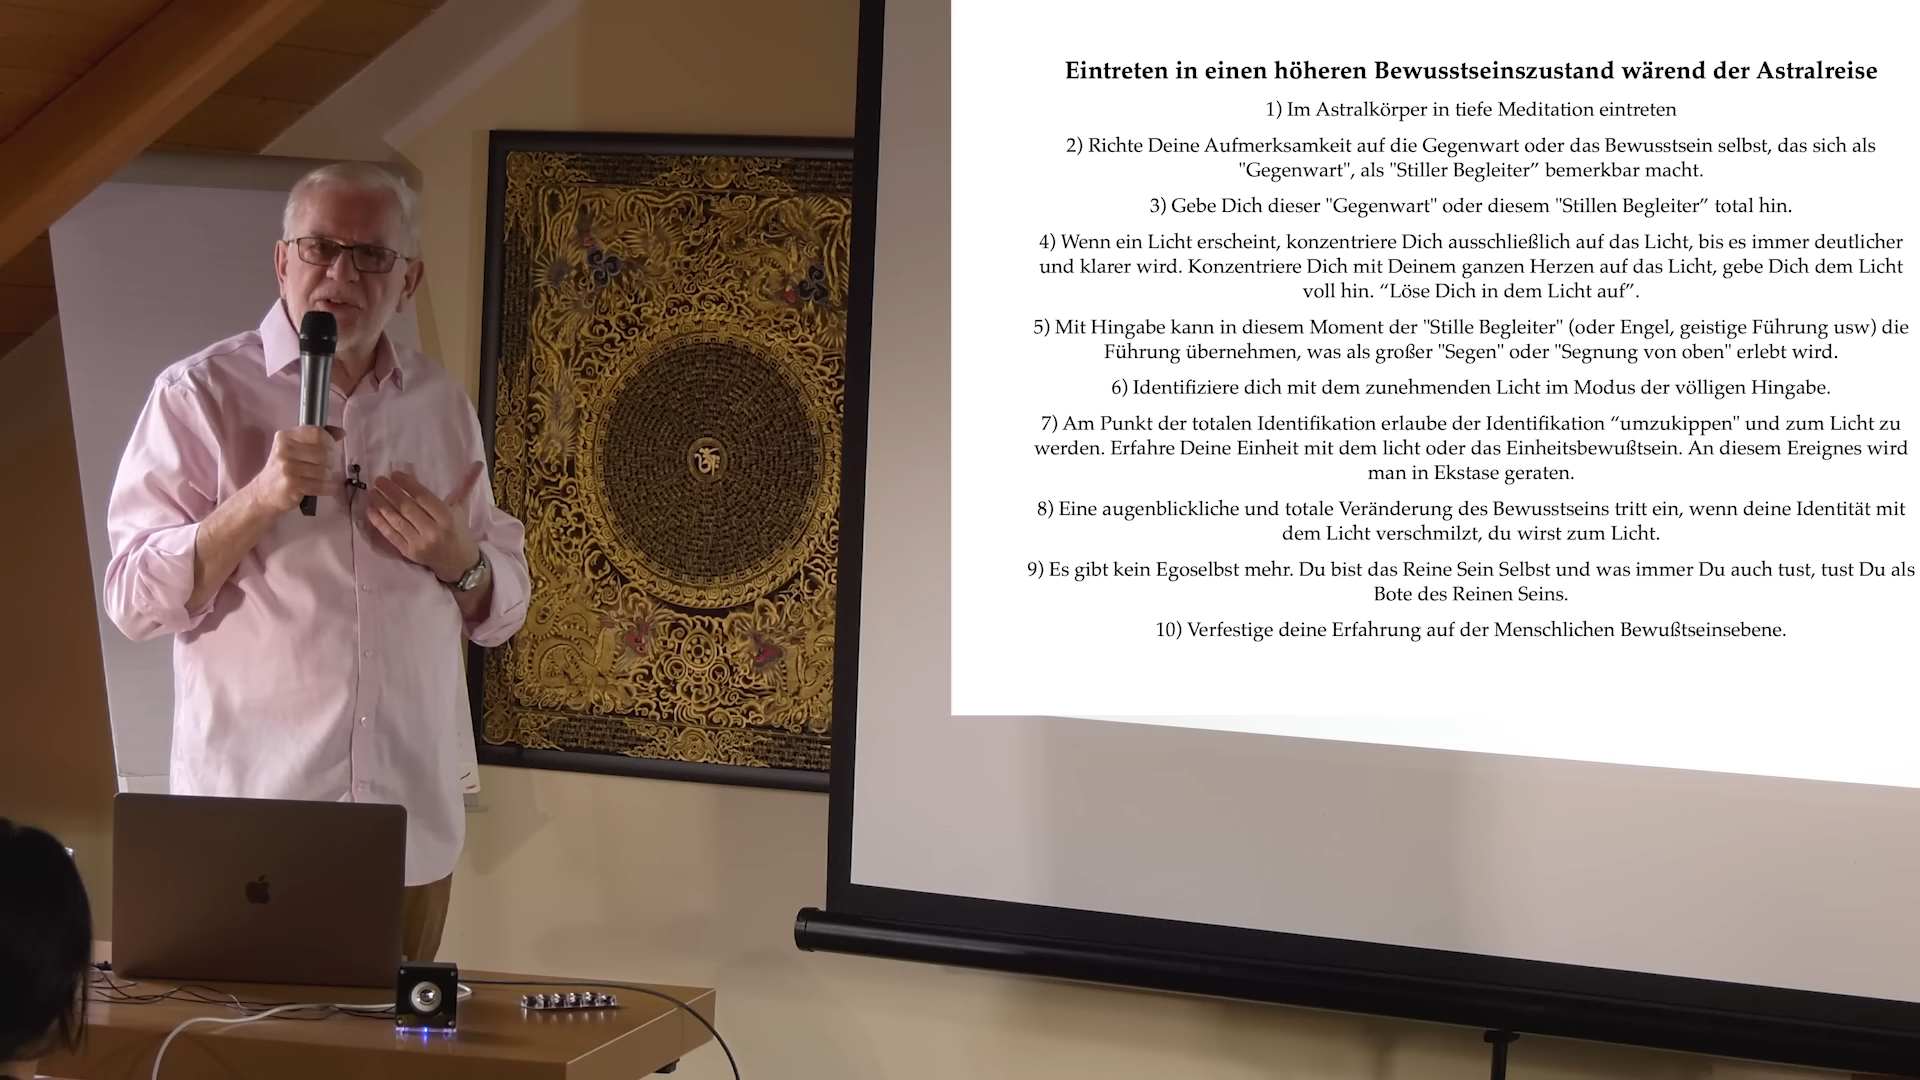 Eintreten in einen höheren Bewusstseinszustand wärend der Astralreise
1) Im Astralkörper in tiefe Meditation eintreten
2) Richte Deine Aufmerksamkeit auf die Gegenwart oder das Bewusstsein selbst, das sich als
"Gegenwart", als "Stiller Begleiter” bemerkbar macht.
3) Gebe Dich dieser "Gegenwart" oder diesem "Stillen Begleiter” total hin.
4) Wenn ein Licht erscheint, konzentriere Dich ausschließlich auf das Licht, bis es immer deutlicher
und klarer wird. Konzentriere Dich mit Deinem ganzen Herzen auf das Licht, gebe Dich dem Licht
voll hin. “Löse Dich in dem Licht auf”.
5) Mit Hingabe kann in diesem Moment der "Stille Begleiter" (oder Engel, geistige Führung usw) die
Führung übernehmen, was als großer "Segen" oder "Segnung von oben" erlebt wird.
6) Identifiziere dich mit dem zunehmenden Licht im Modus der völligen Hingabe.
7) Am Punkt der totalen Identifikation erlaube der Identifikation “umzukippen" und zum Licht zu
werden. Erfahre Deine Einheit mit dem licht oder das Einheitsbewußtsein. An diesem Ereignes wird
man in Ekstase geraten.
8) Eine augenblickliche und totale Veränderung des Bewusstseins tritt ein, wenn deine Identität mit
dem Licht verschmilzt, du wirst zum Licht.
9) Es gibt kein Egoselbst mehr. Du bist das Reine Sein Selbst und was immer Du auch tust, tust Du als
Bote des Reinen Seins.
10) Verfestige deine Erfahrung auf der Menschlichen Bewußtseinsebene.